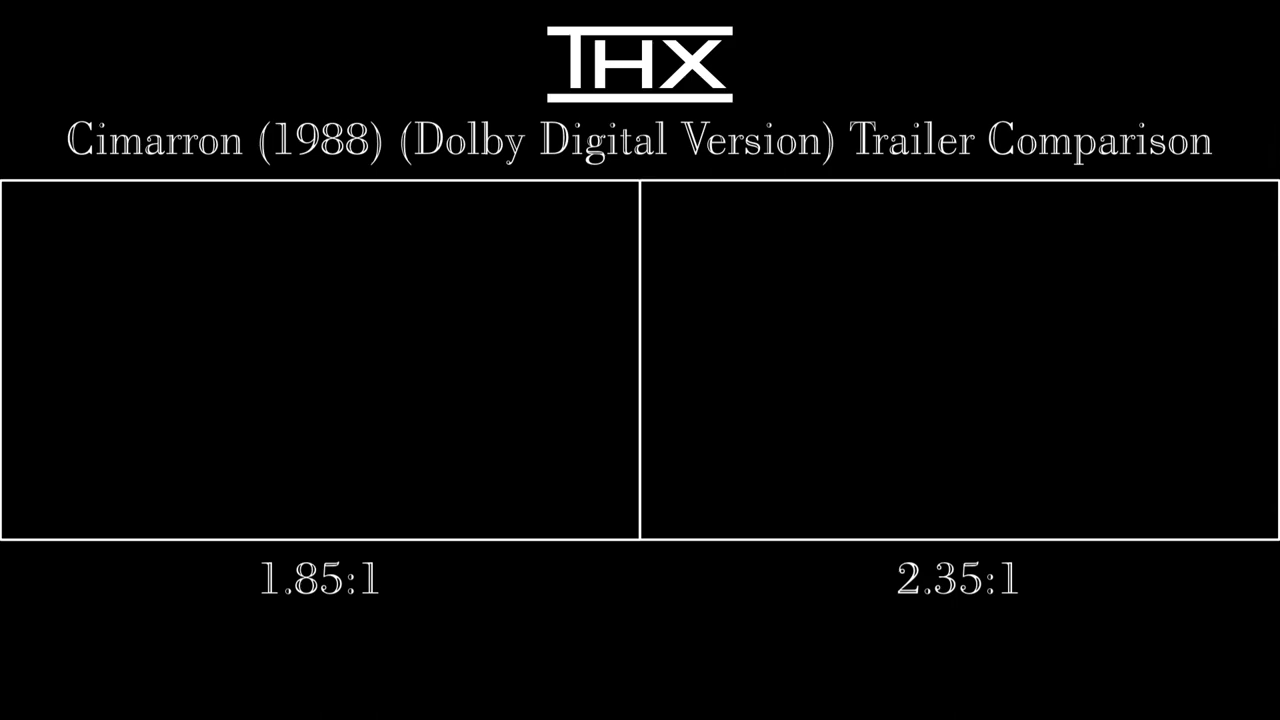 THX
Cimarron (1988) (Dolby Digital Version) Trailer Comparison
1.85:1
2.35:1